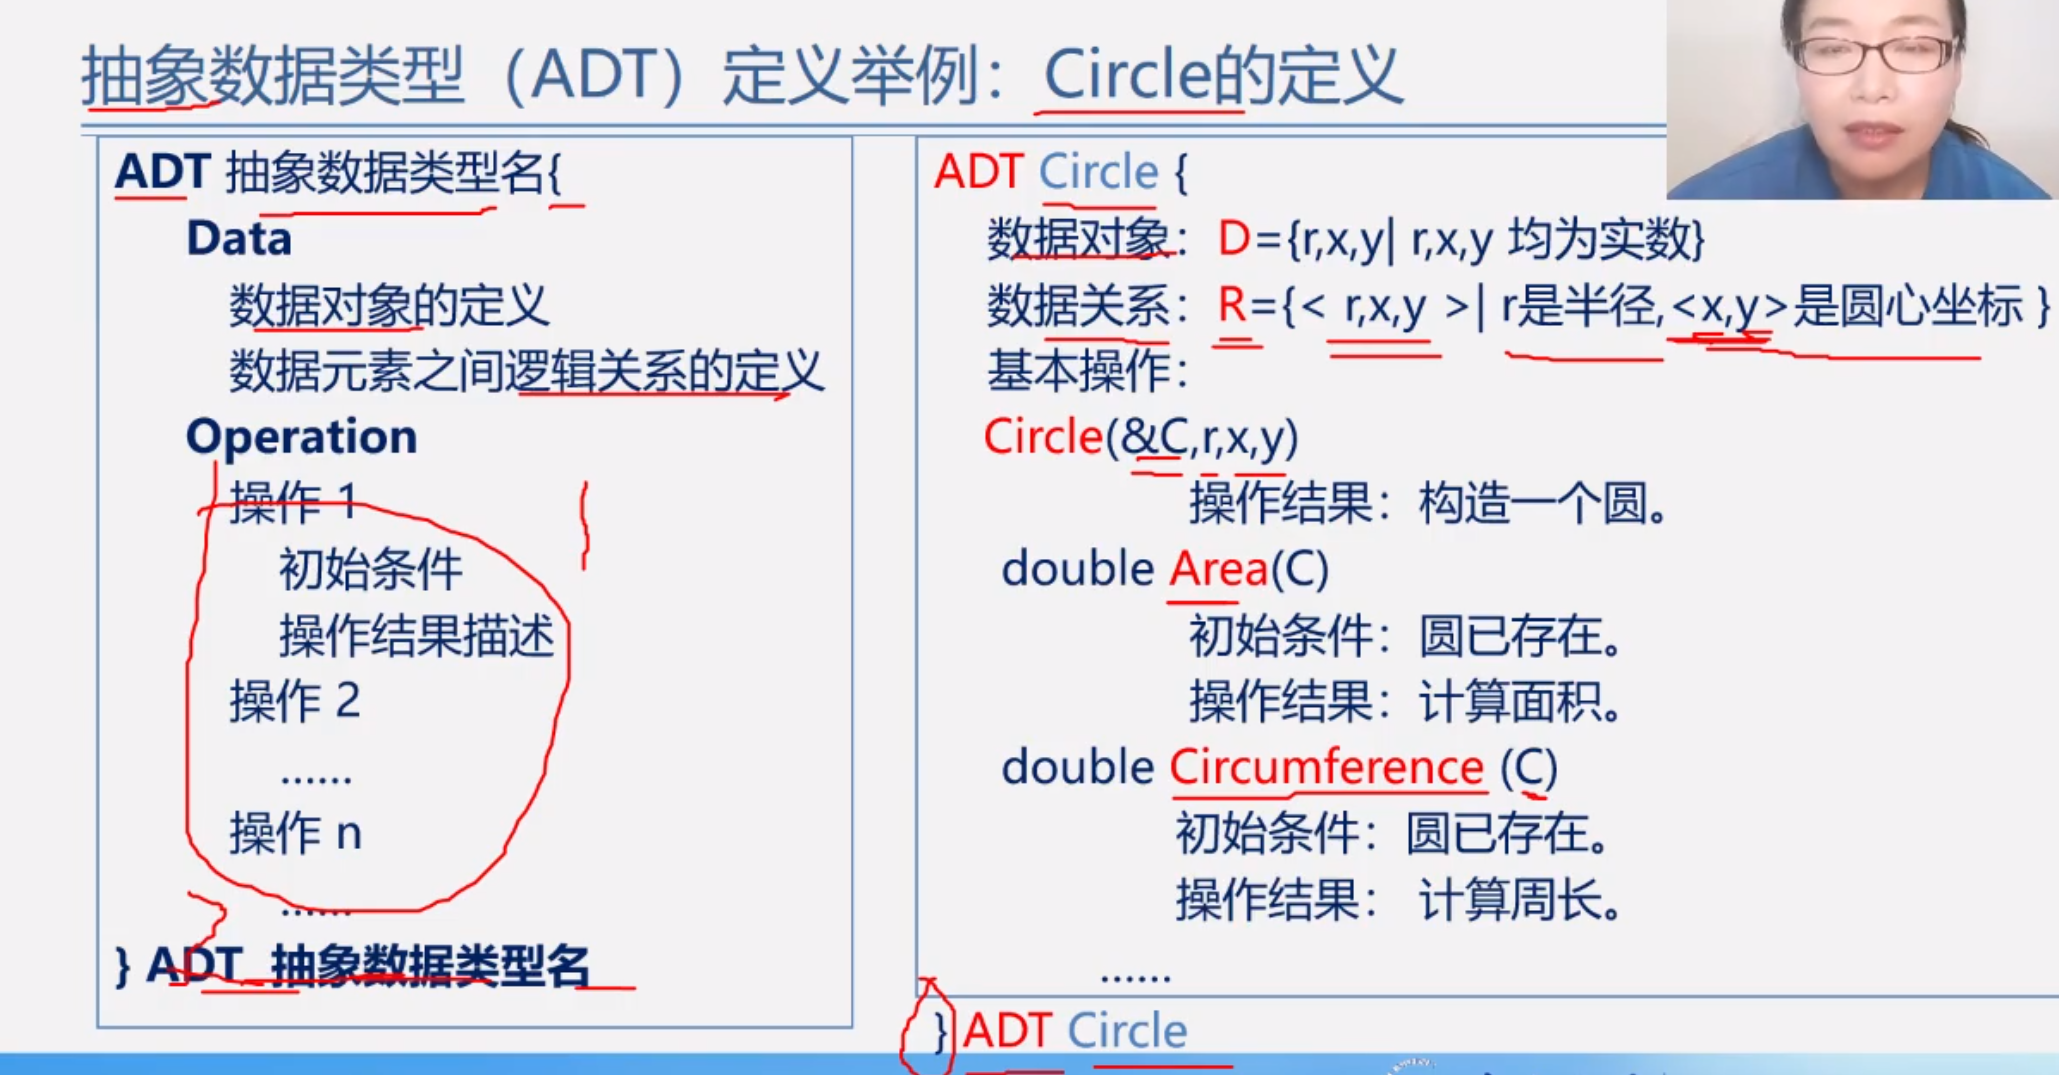 抽象数据类型（ADT）定义举例：Circle的定义
ADT 抽象数据类型名{
Data
数据对象的定义
数据元素之间逻辑关系的定义
Operation
操作 1
初始条件
操作结果描述
操作 2
……
操作 n
……
} ADT 抽象数据类型名
ADT Circle {
数据对象：D={r,x,y| r,x,y 均为实数}
数据关系：R={< r,x,y >| r是半径,<x,y>是圆心坐标 }
基本操作：
Circle(&C,r,x,y)
操作结果：构造一个圆。
double Area(C)
初始条件：圆已存在。
操作结果：计算面积。
double Circumference (C)
初始条件：圆已存在。
操作结果： 计算周长。
……
} ADT Circle